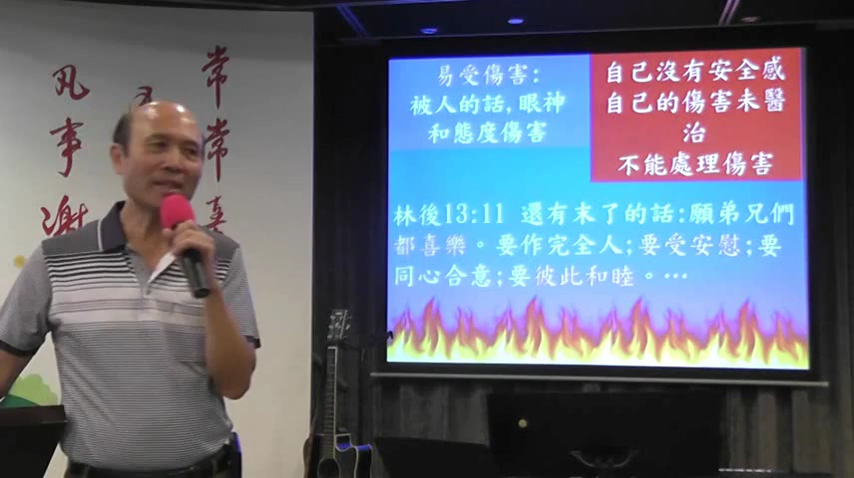 常常喜
凡事謝
易受傷害:
被人的話,眼神
和態度傷害
自己沒有安全感
自己的傷害未醫
治
不能處理傷害
林後13:11 還有末了的話:願弟兄們
都喜樂。要作完全人;要受安慰;要
同心合意;要彼此和睦。…